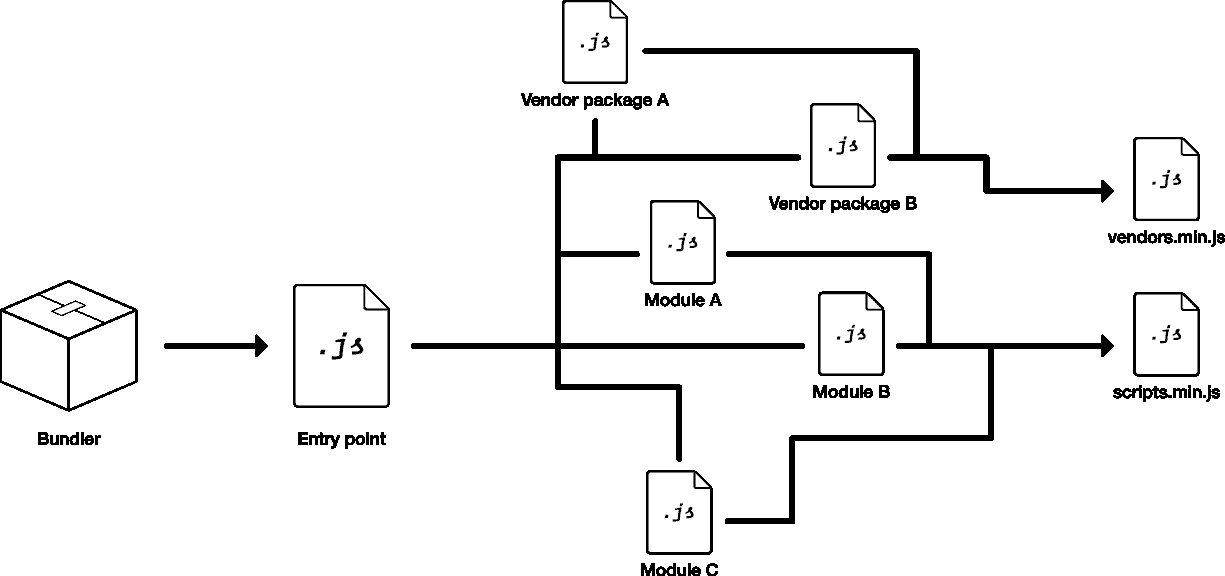 .js
Vendor package A
.js
Vendor package B
.js
vendors.min.js
.js
Module A
.js
Bundler
.js
Entry point
.js
Module B
.js
scripts.min.js
.js
Module C